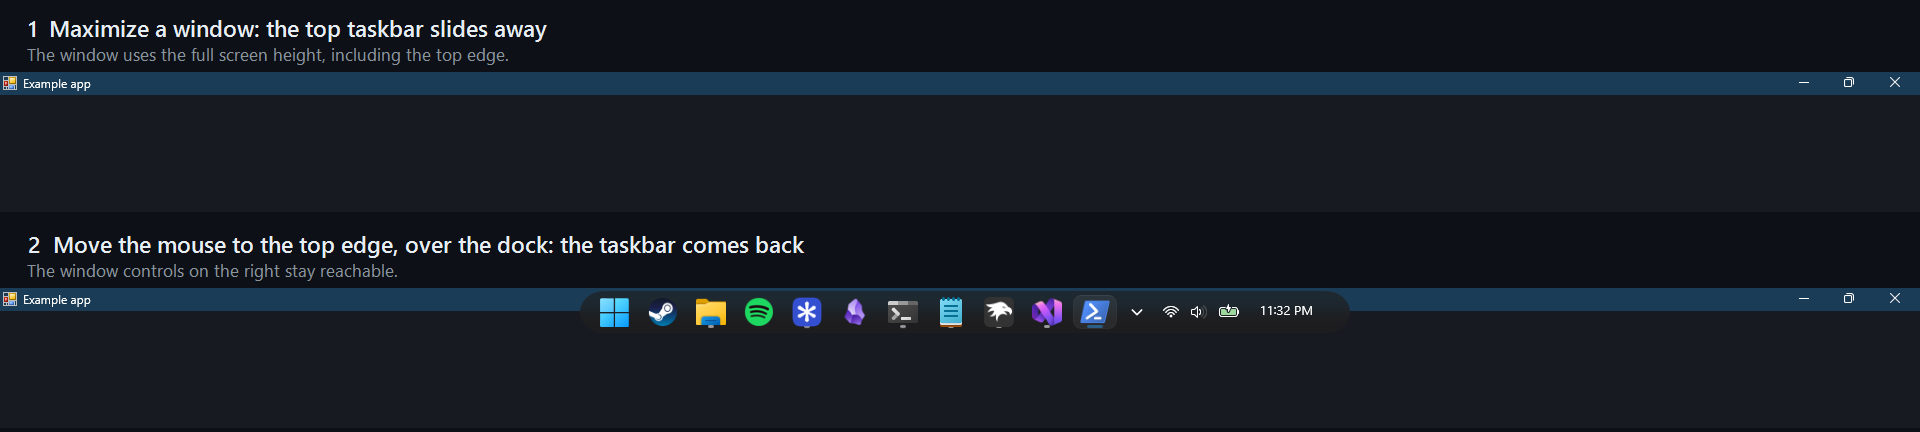 1 Maximize a window: the top taskbar slides away
The window uses the full screen height, including the top edge.
Example app
2 Move the mouse to the top edge, over the dock: the taskbar comes back
The window controls on the right stay reachable.
Example app
11:32 PM